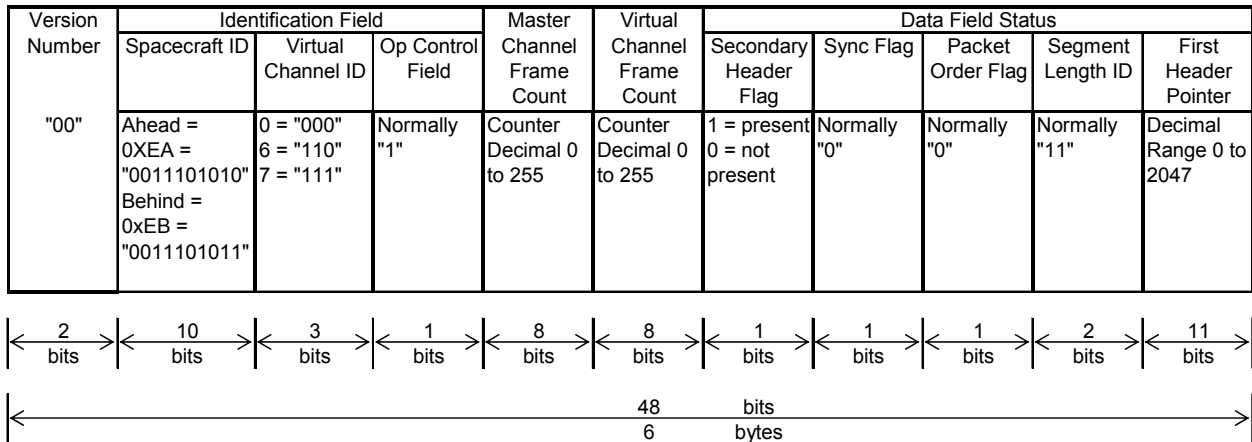 Version Number
Identification Field
Master Channel Frame Count
Virtual Channel Frame Count
Data Field Status
Spacecraft ID
Virtual Channel ID
Op Control Field
Secondary Header Flag
Sync Flag
Packet Order Flag
Segment Length ID
First Header Pointer
"00"
Ahead =
0XEA =
"0011101010"
Behind =
0xEB =
"0011101011"
0 = "000"
6 = "110"
7 = "111"
Normally
"1"
Counter
Decimal 0
to 255
Counter
Decimal 0
to 255
1 = present
0 = not
present
Normally
"0"
Normally
"0"
Normally
"11"
Decimal
Range 0 to
2047
2 bits
10 bits
3 bits
1 bits
8 bits
8 bits
1 bits
1 bits
1 bits
2 bits
11 bits
48 bits
6 bytes